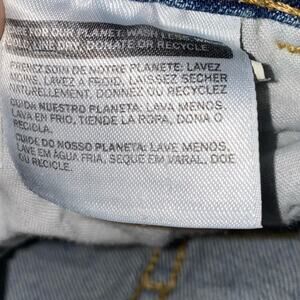 CARE FOR OUR PLANET: WASH LESS, WASH
COLD, LINE DRY, DONATE OR RECYCLE
PRENEZ SOIN DE NOTRE PLANETE: LAVEZ
MOINS, LAVEZ A FROID, LAISSEZ SECHER
NATURELLEMENT, DONNEZ OU RECYCLEZ
CUIDA NUESTRO PLANETA: LAVA MENOS,
LAVA EN FRIO, TIENDE LA ROPA, DONA O
RECICLA.
CUIDE DO NOSSO PLANETA: LAVE MENOS,
LAVE EM ÁGUA FRIA, SEQUE EM VARAL, DOE
OU RECICLE.